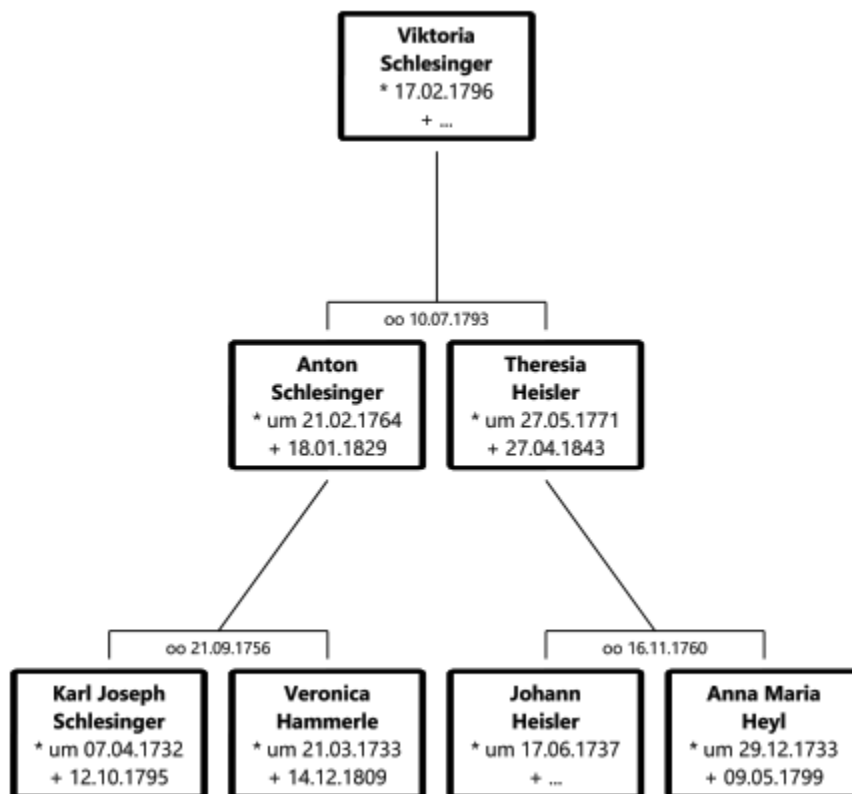 Viktoria
Schlesinger
* 17.02.1796
+ ...
oo 10.07.1793
Anton
Schlesinger
* um 21.02.1764
+ 18.01.1829
Theresia
Heisler
* um 27.05.1771
+ 27.04.1843
oo 21.09.1756
oo 16.11.1760
Karl Joseph
Schlesinger
* um 07.04.1732
+ 12.10.1795
Veronica
Hammerle
* um 21.03.1733
+ 14.12.1809
Johann
Heisler
* um 17.06.1737
+ ...
Anna Maria
Heyl
* um 29.12.1733
+ 09.05.1799